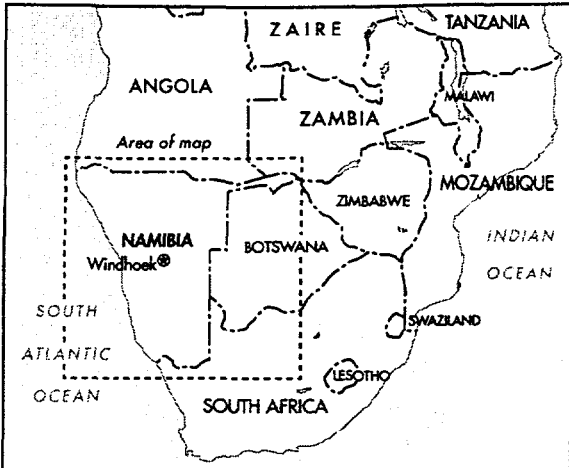 TANZANIA
ZAIRE
ANGOLA
MALAWI
ZAMBIA
Area of map
MOZAMBIQUE
ZIMBABWE
NAMIBIA
BOTSWANA
INDIAN
OCEAN
Windhoek
SOUTH
ATLANTIC
OCEAN
SWAZILAND
LESOTHO
SOUTH AFRICA